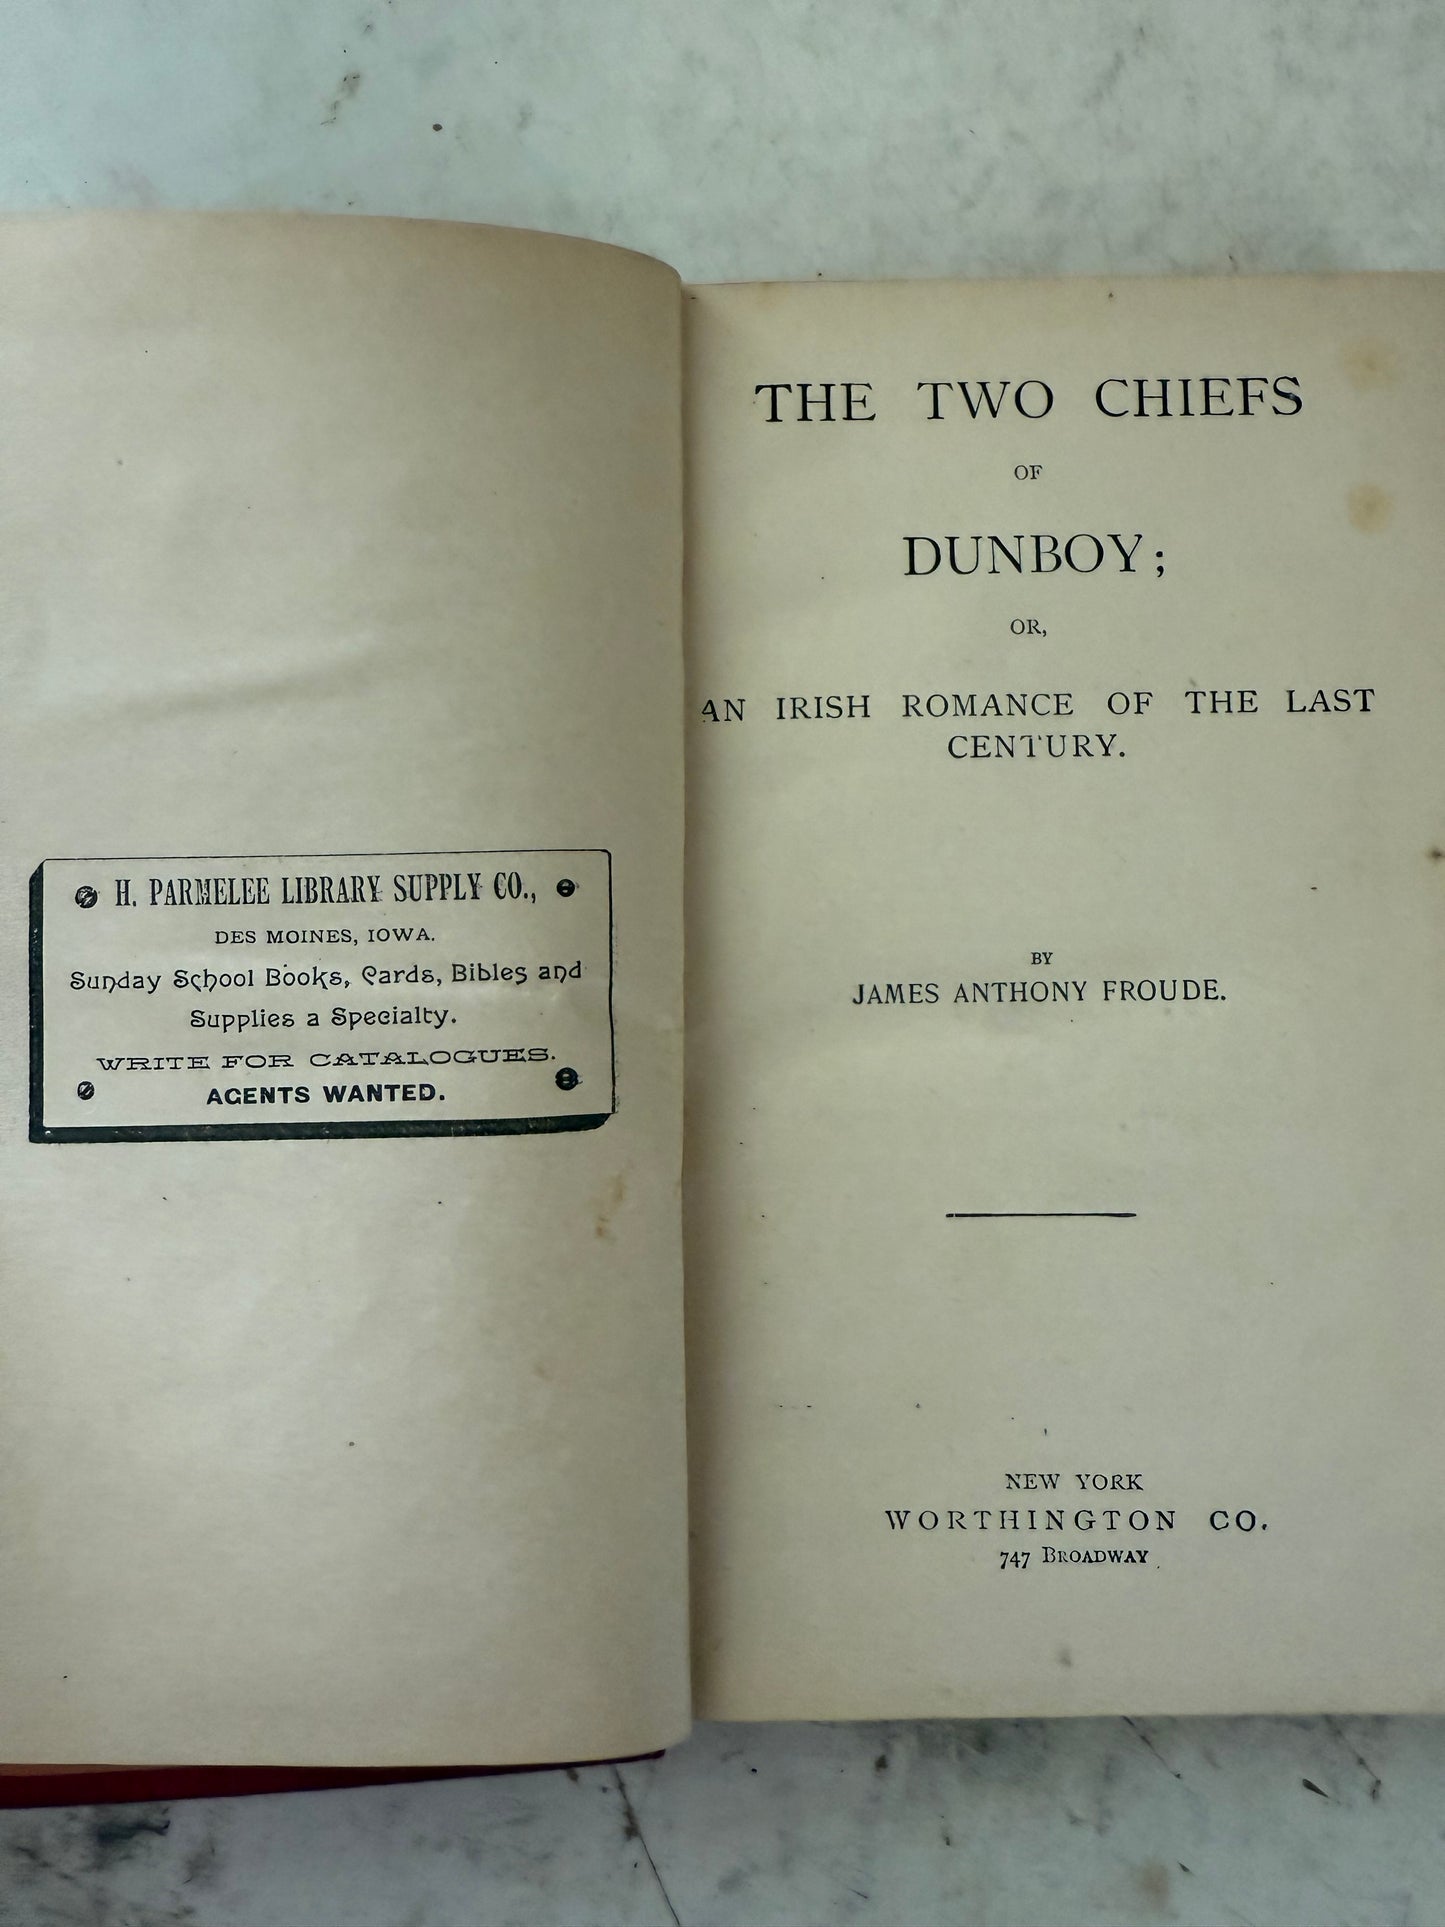 H. PARMELEE LIBRARY SUPPLY CO.,
DES MOINES, IOWA.
Sunday School Books, Cards, Bibles and
Supplies a Specialty.
WRITE FOR CATALOGUES.
AGENTS WANTED.
THE TWO CHIEFS
OF
DUNBOY;
OR,
AN IRISH ROMANCE OF THE LAST
CENTURY.
BY
JAMES ANTHONY FROUDE.
NEW YORK
WORTHINGTON CO.
747 BROADWAY